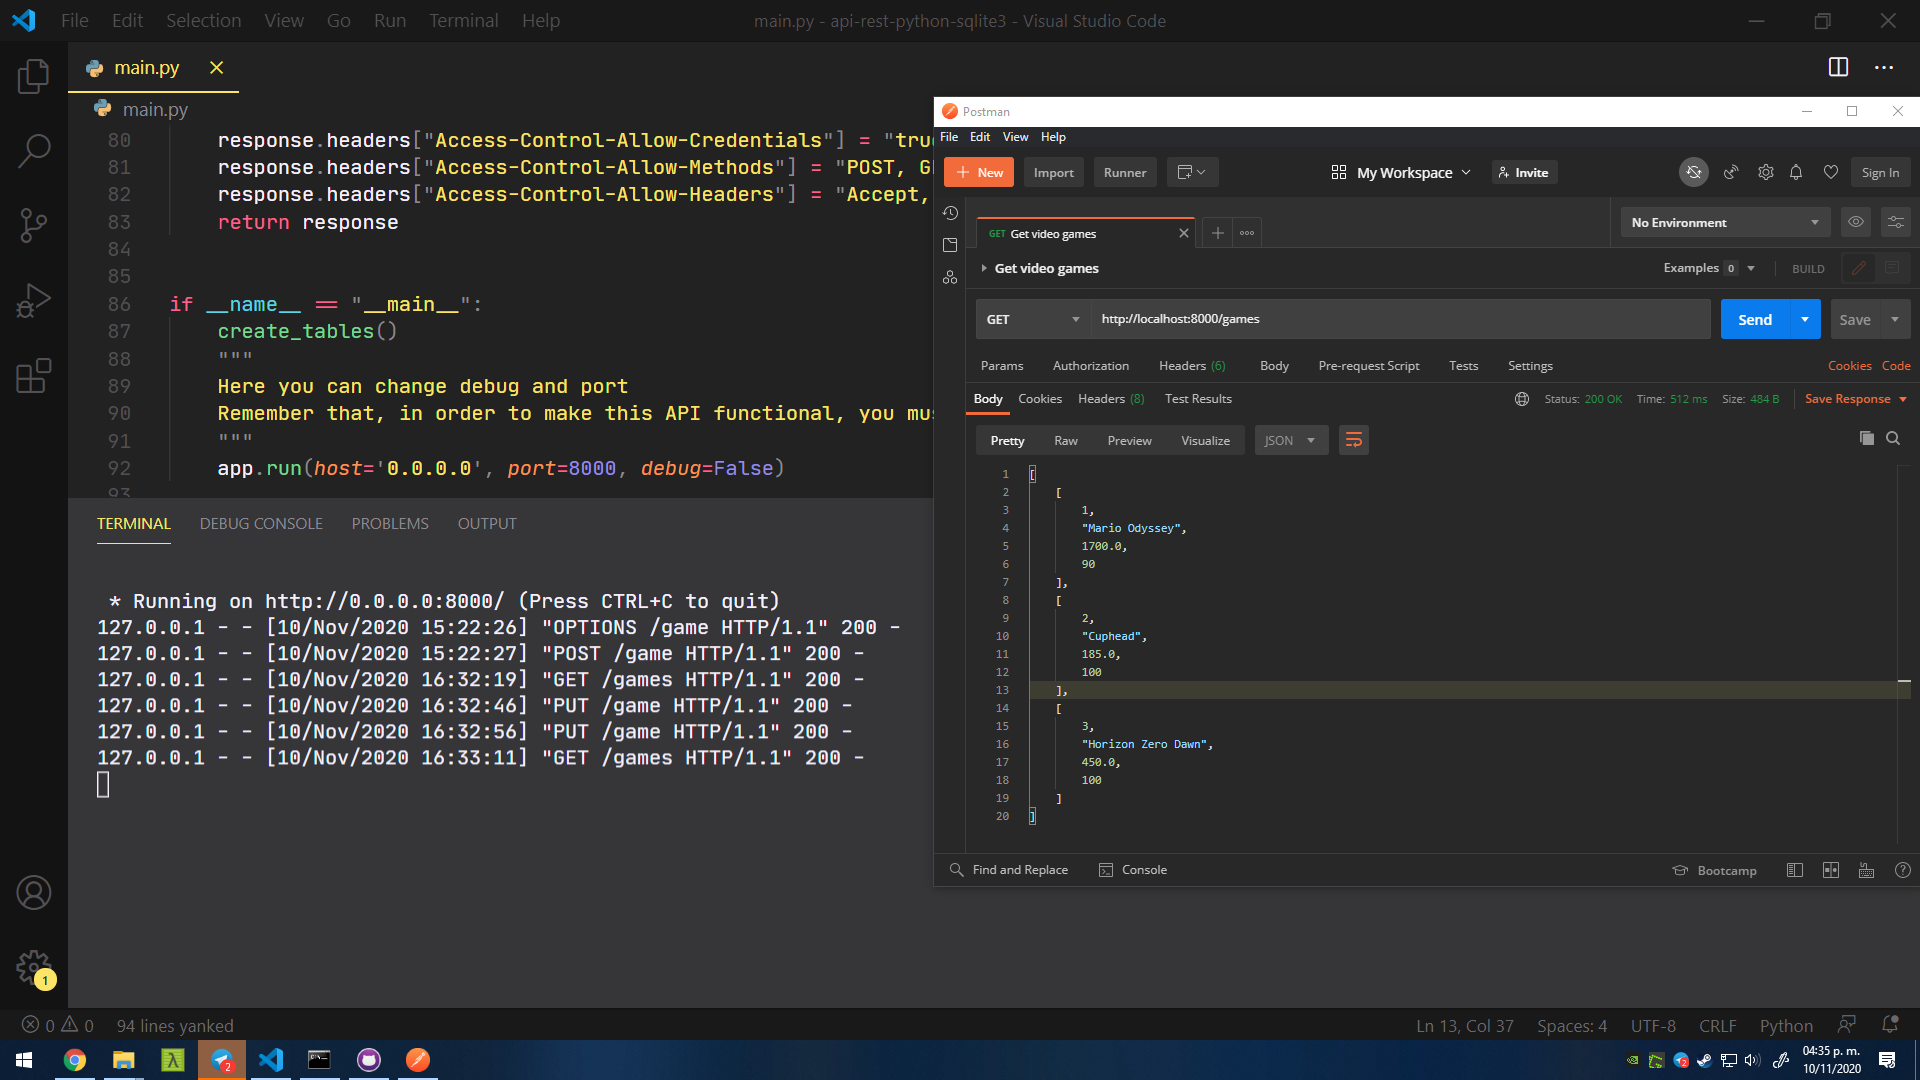 File Edit Selection View Go Run Terminal Help
main.py - api-rest-python-sqlite3 - Visual Studio Code
main.py
main.py
80 response.headers["Access-Control-Allow-Credentials"] = "tru
81 response.headers["Access-Control-Allow-Methods"] = "POST, G
82 response.headers["Access-Control-Allow-Headers"] = "Accept,
83 return response
84
85
86 if __name__ == "__main__":
87 create_tables()
88 """
89 Here you can change debug and port
90 Remember that, in order to make this API functional, you mu
91 """
92 app.run(host='0.0.0.0', port=8000, debug=False)
93
TERMINAL DEBUG CONSOLE PROBLEMS OUTPUT
* Running on http://0.0.0.0:8000/ (Press CTRL+C to quit)
127.0.0.1 - - [10/Nov/2020 15:22:26] "OPTIONS /game HTTP/1.1" 200 -
127.0.0.1 - - [10/Nov/2020 15:22:27] "POST /game HTTP/1.1" 200 -
127.0.0.1 - - [10/Nov/2020 16:32:19] "GET /games HTTP/1.1" 200 -
127.0.0.1 - - [10/Nov/2020 16:32:46] "PUT /game HTTP/1.1" 200 -
127.0.0.1 - - [10/Nov/2020 16:32:56] "PUT /game HTTP/1.1" 200 -
127.0.0.1 - - [10/Nov/2020 16:33:11] "GET /games HTTP/1.1" 200 -
Postman
File Edit View Help
New Import Runner My Workspace Invite Sign In
GET Get video games No Environment
Get video games Examples 0 BUILD
GET http://localhost:8000/games Send Save
Params Authorization Headers (6) Body Pre-request Script Tests Settings Cookies Code
Body Cookies Headers (8) Test Results Status: 200 OK Time: 512 ms Size: 484 B Save Response
Pretty Raw Preview Visualize JSON
1 [
2 [
3 1,
4 "Mario Odyssey",
5 1700.0,
6 90
7 ],
8 [
9 2,
10 "Cuphead",
11 185.0,
12 100
13 ],
14 [
15 3,
16 "Horizon Zero Dawn",
17 450.0,
18 100
19 ]
20 ]
Find and Replace Console Bootcamp
1
0 0 94 lines yanked
Ln 13, Col 37 Spaces: 4 UTF-8 CRLF Python
2
2
04:35 p. m.
10/11/2020